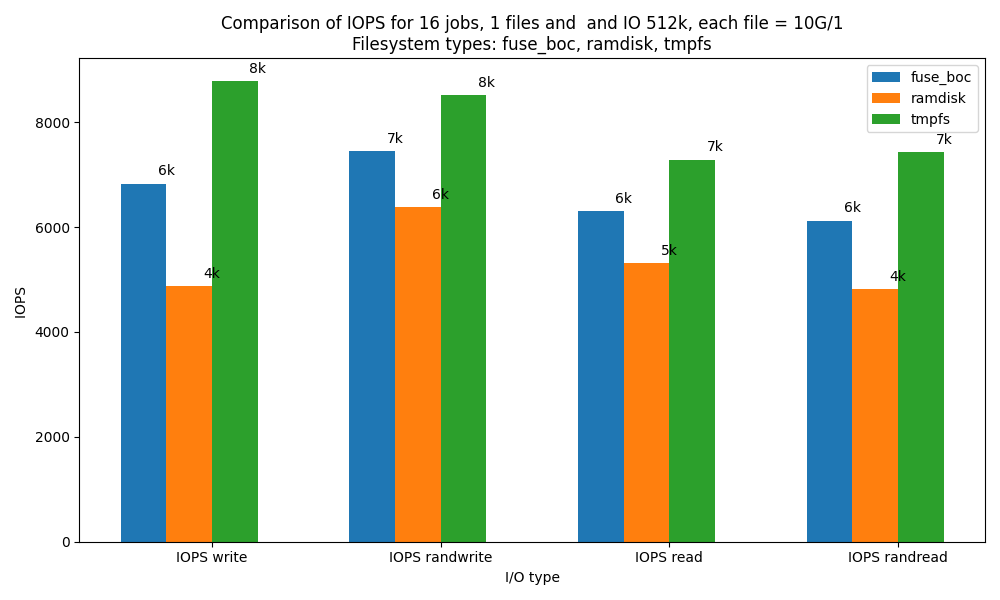 Comparison of IOPS for 16 jobs, 1 files and  and IO 512k, each file = 10G/1
Filesystem types: fuse_boc, ramdisk, tmpfs
fuse_boc
ramdisk
tmpfs
8k
8k
7k
7k
7k
6k
6k
6k
6k
5k
4k
4k
8000
6000
4000
2000
0
IOPS
IOPS write
IOPS randwrite
IOPS read
IOPS randread
I/O type